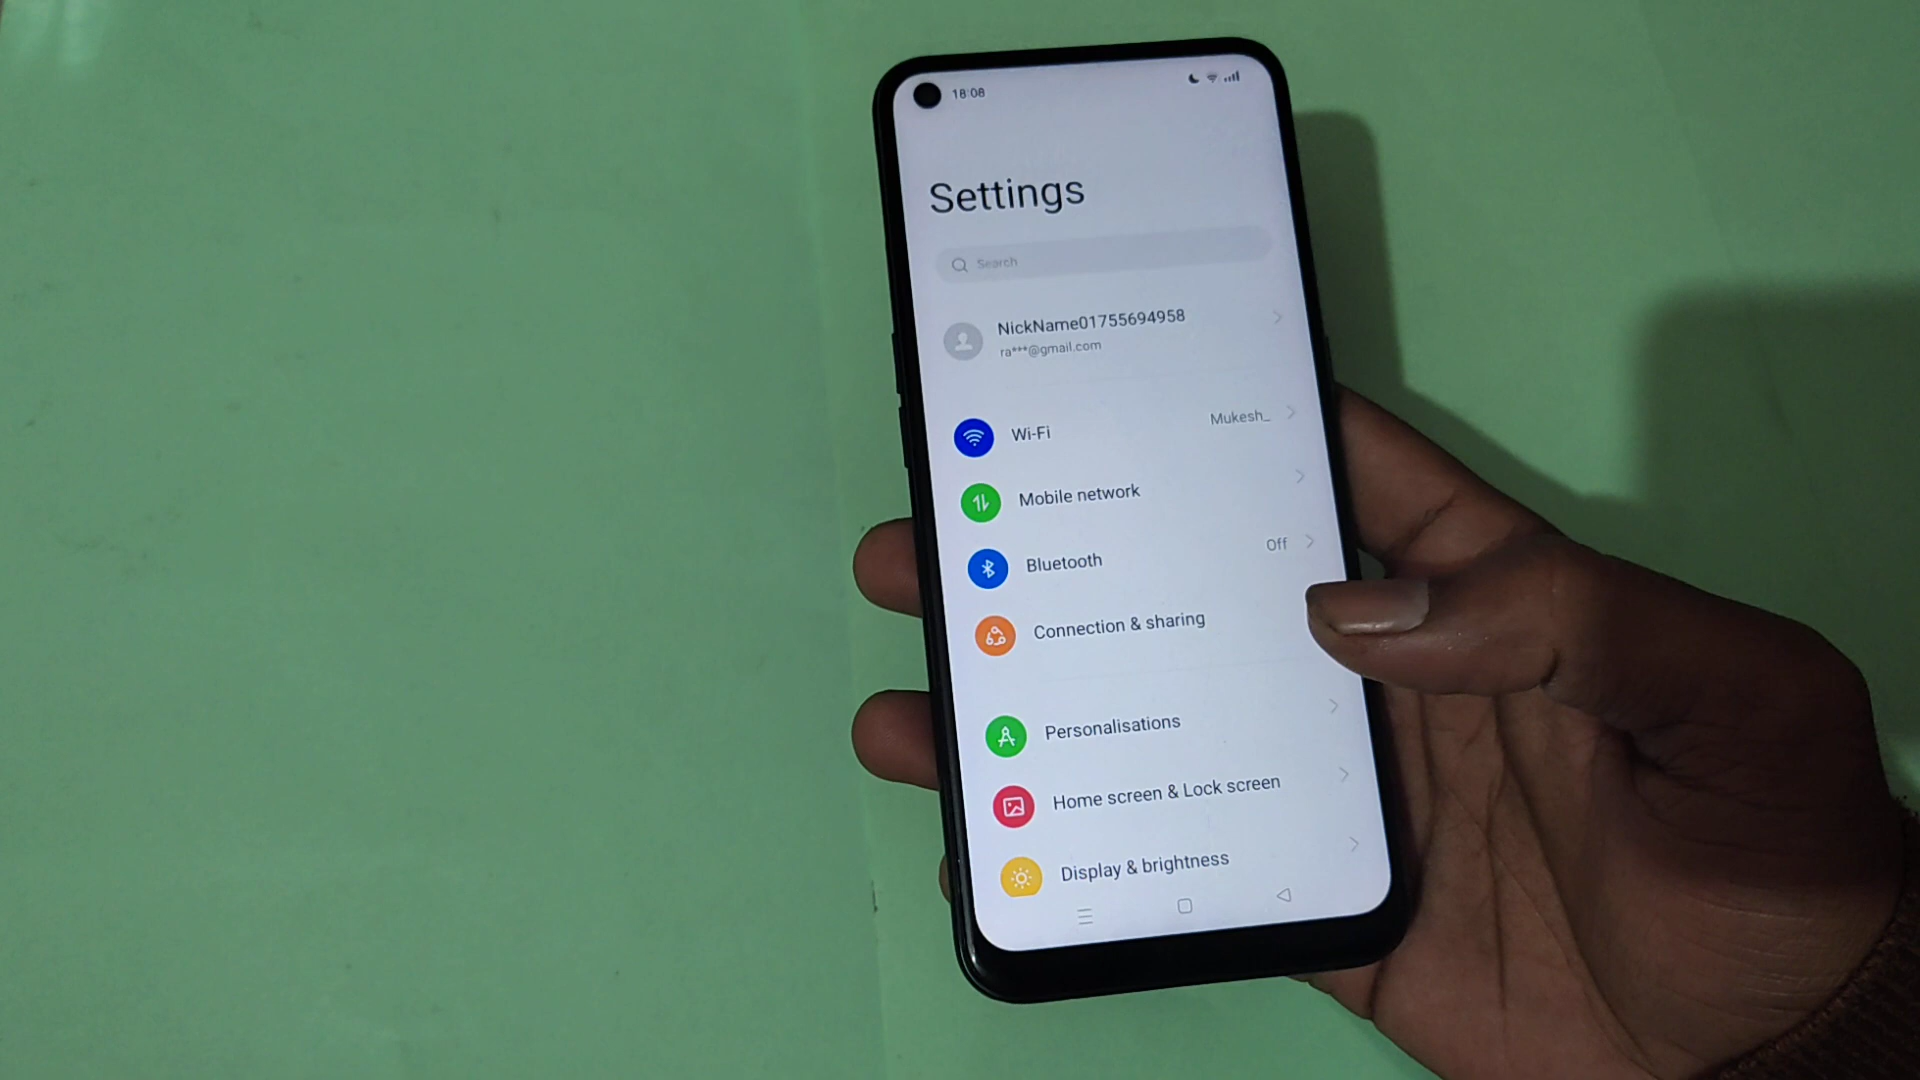 18:08
Settings
Search
NickName01755694958
ra***@gmail.com
Wi-Fi Mukesh_
Mobile network
Bluetooth Off
Connection & sharing
Personalisations
Home screen & Lock screen
Display & brightness